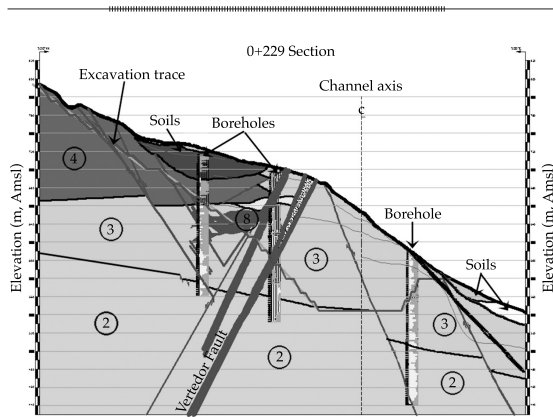 0+229 Section
Excavation trace
Channel axis
Soils
Boreholes
Borehole
Soils
4
3
8
3
3
2
2
2
Vertedor Fault
Elevation (m, Amsl)
Elevation (m, Amsl)